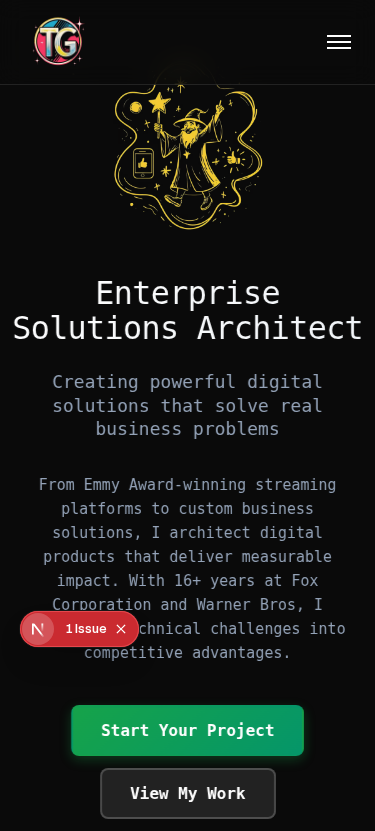 TG
Enterprise
Solutions Architect
Creating powerful digital
solutions that solve real
business problems
From Emmy Award-winning streaming
platforms to custom business
solutions, I architect digital
products that deliver measurable
impact. With 16+ years at Fox
Corporation and Warner Bros, I
N 1 Issue chnical challenges into
competitive advantages.
Start Your Project
View My Work